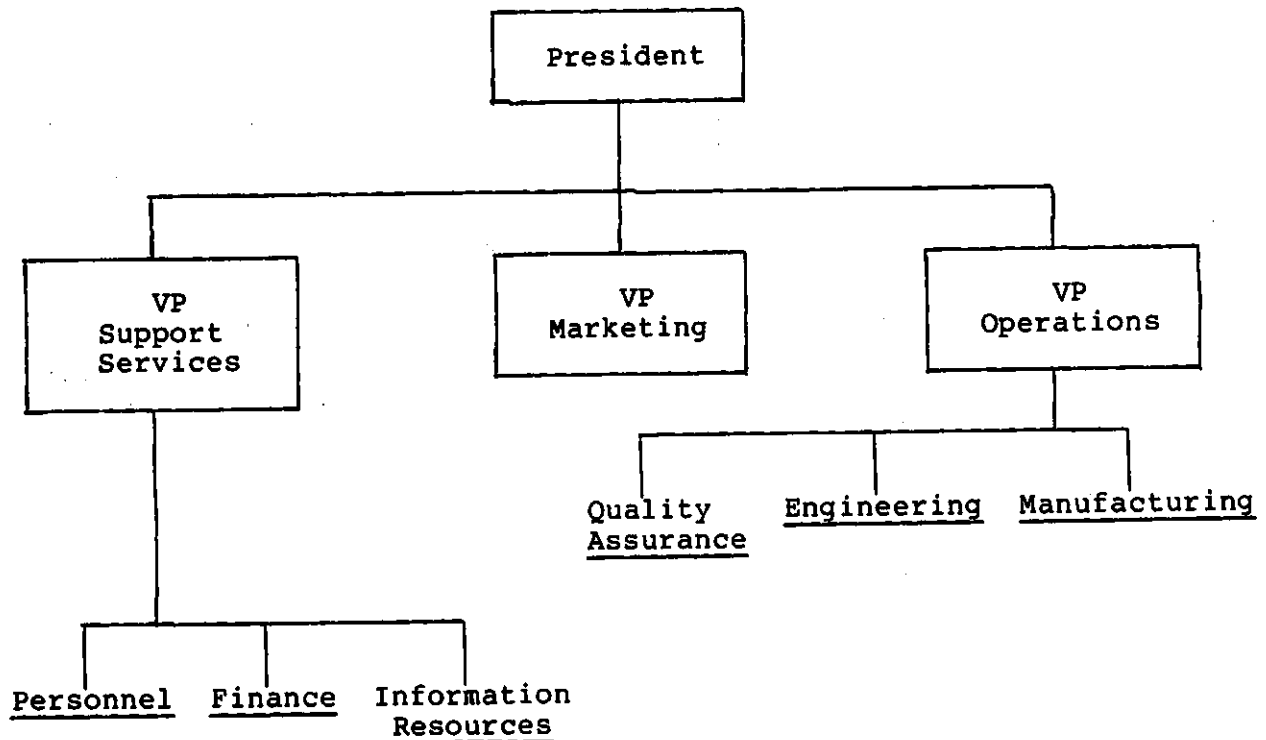 President
VP
Support
Services
VP
Marketing
VP
Operations
Quality
Assurance
Engineering
Manufacturing
Personnel
Finance
Information
Resources